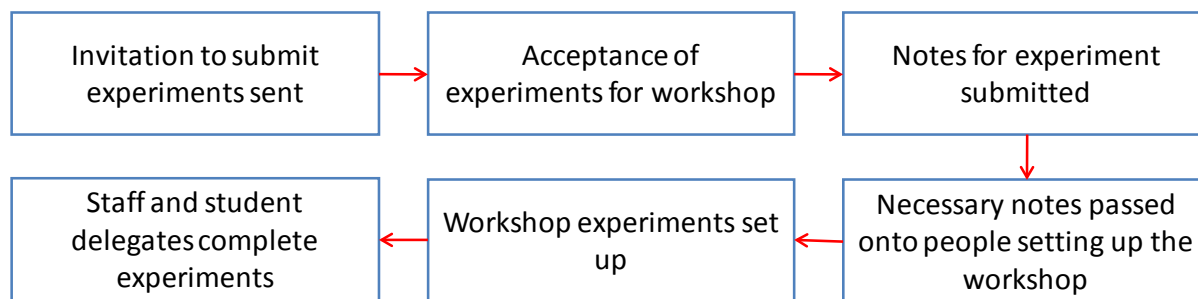 Invitation to submit
experiments sent
Acceptance of
experiments for workshop
Notes for experiment
submitted
Necessary notes passed
onto people setting up the
workshop
Workshop experiments set
up
Staff and student
delegates complete
experiments